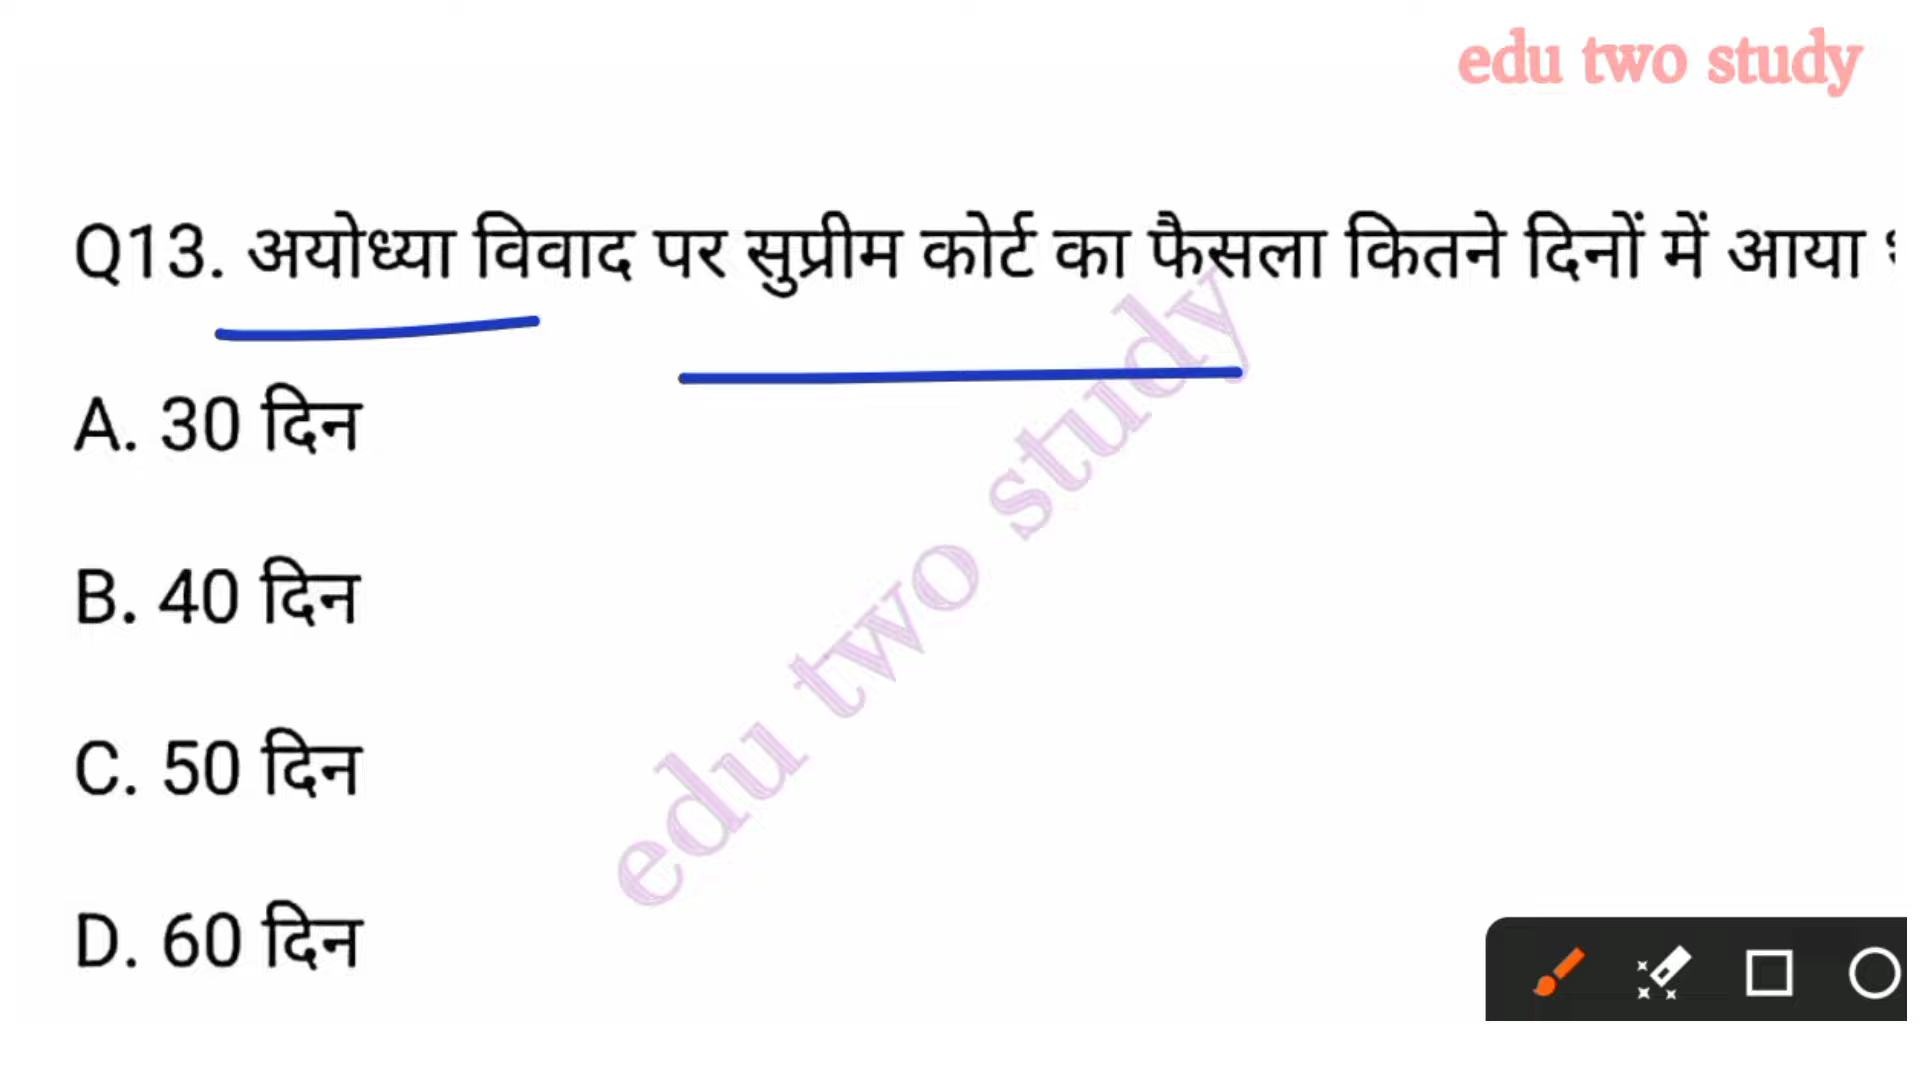 edu two study
Q13. अयोध्या विवाद पर सुप्रीम कोर्ट का फैसला कितने दिनों में आया
A. 30 दिन
B. 40 दिन
C. 50 दिन
D. 60 दिन
edu two study